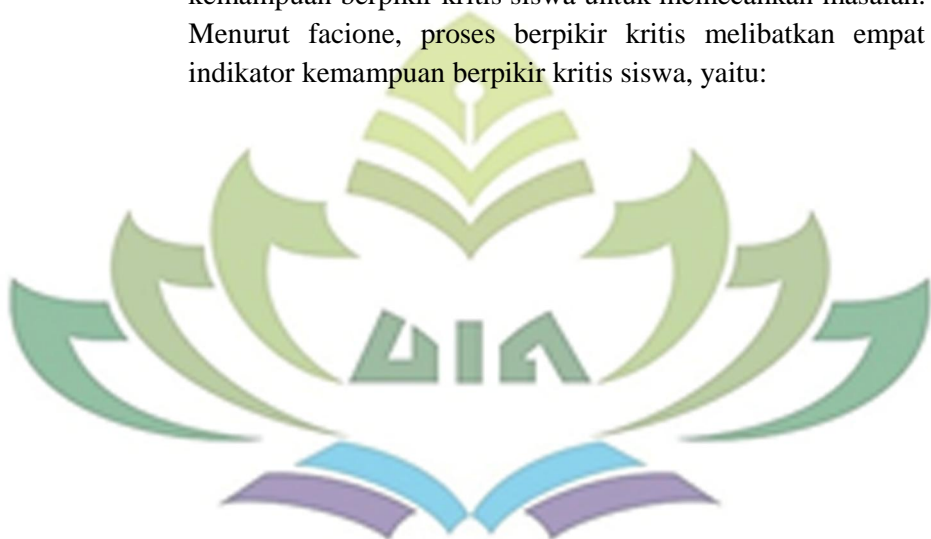 kemampuan berpikir kritis siswa untuk memecahkan masalah.
Menurut facione, proses berpikir kritis melibatkan empat
indikator kemampuan berpikir kritis siswa, yaitu:
UIN